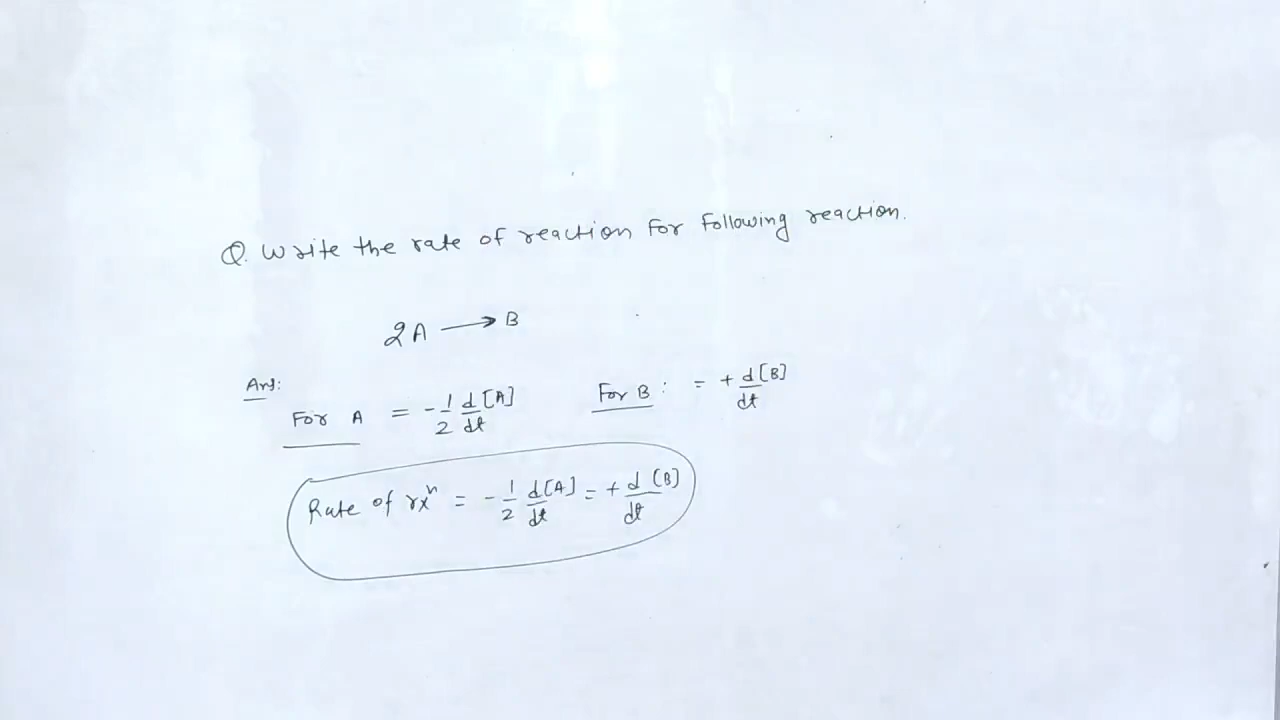 Q. Write the rate of reaction for following reaction.
2A ⟶ B
Ans:
For A = -1/2 d[A]/dt    For B : = + d[B]/dt
Rate of rxⁿ = -1/2 d[A]/dt = + d[B]/dt